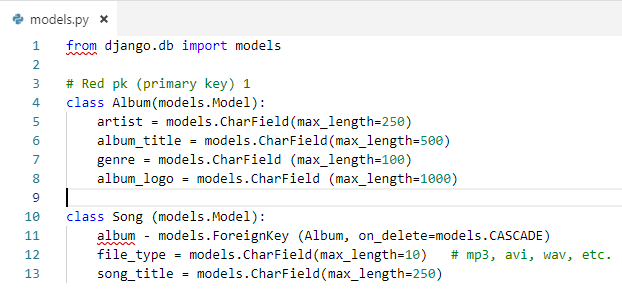 models.py ×
1 from django.db import models
2
3 # Red pk (primary key) 1
4 class Album(models.Model):
5 artist = models.CharField(max_length=250)
6 album_title = models.CharField(max_length=500)
7 genre = models.CharField (max_length=100)
8 album_logo = models.CharField (max_length=1000)
9
10 class Song (models.Model):
11 album - models.ForeignKey (Album, on_delete=models.CASCADE)
12 file_type = models.CharField(max_length=10) # mp3, avi, wav, etc.
13 song_title = models.CharField(max_length=250)